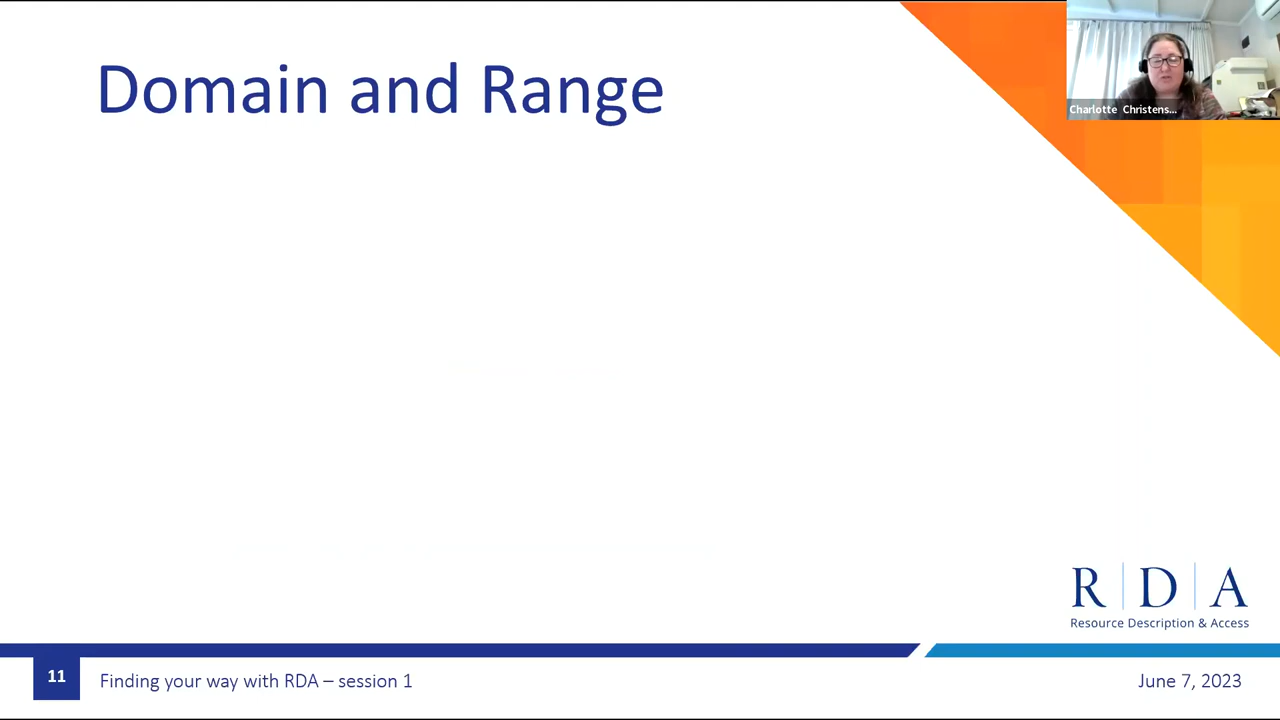 Domain and Range
Charlotte Christens...
R D A
Resource Description & Access
11
Finding your way with RDA – session 1
June 7, 2023